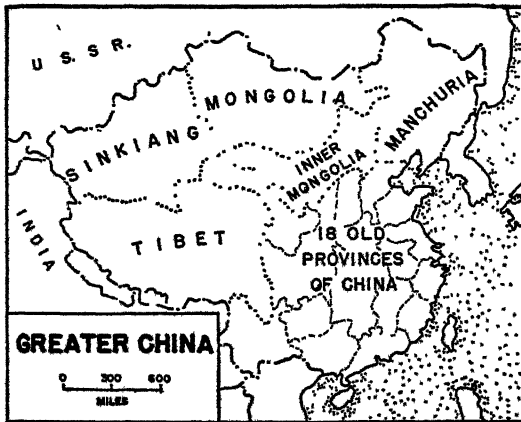 U. S. S. R.
MONGOLIA
SINKIANG
MANCHURIA
INNER
MONGOLIA
INDIA
TIBET
18 OLD
PROVINCES
OF CHINA
GREATER CHINA
0 300 600
MILES